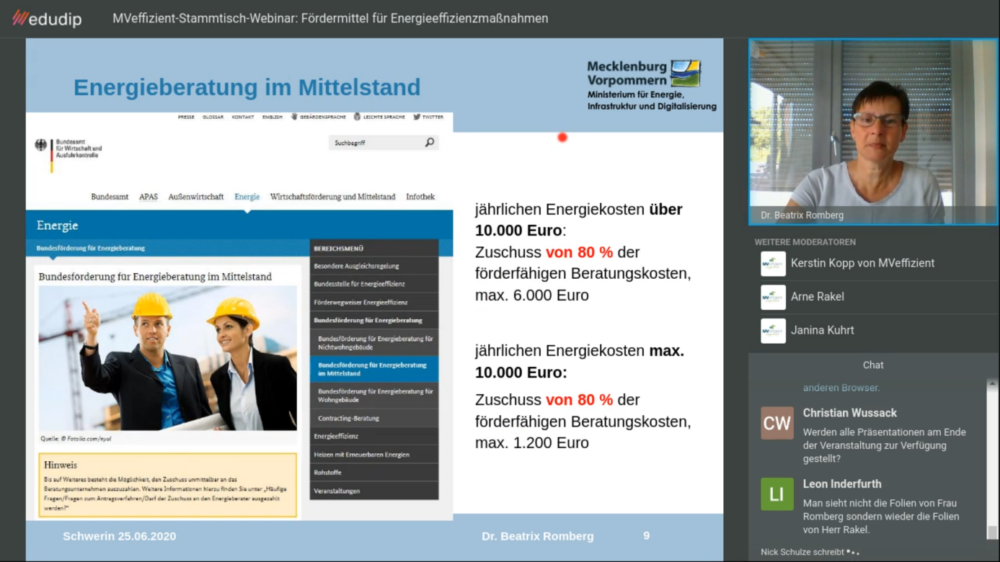 edudip
MVeffizient-Stammtisch-Webinar: Fördermittel für Energieeffizienzmaßnahmen
Energieberatung im Mittelstand
Mecklenburg
Vorpommern
Ministerium für Energie,
Infrastruktur und Digitalisierung
PRESSE GLOSSAR KONTAKT ENGLISH GEBÄRDENSPRACHE LEICHTE SPRACHE TWITTER
Bundesamt
für Wirtschaft und
Ausfuhrkontrolle
Suchbegriff
Bundesamt APAS Außenwirtschaft Energie Wirtschaftsförderung und Mittelstand Infothek
Energie
Bundesförderung für Energieberatung
Bundesförderung für Energieberatung im Mittelstand
Quelle: © Fotolia.com/nyul
Hinweis
Bis auf Weiteres besteht die Möglichkeit, den Zuschuss unmittelbar an das
Beratungsunternehmen auszuzahlen. Weitere Informationen hierzu finden Sie unter „Häufige
Fragen/Fragen zum Antragsverfahren/Darf der Zuschuss an den Energieberater ausgezahlt
werden?“
BEREICHSMENÜ
Besondere Ausgleichsregelung
Bundesstelle für Energieeffizienz
Förderwegweiser Energieeffizienz
Bundesförderung für Energieberatung
Bundesförderung für Energieberatung für
Nichtwohngebäude
Bundesförderung für Energieberatung
im Mittelstand
Bundesförderung für Energieberatung für
Wohngebäude
Contracting-Beratung
Energieeffizienz
Heizen mit Erneuerbaren Energien
Rohstoffe
Veranstaltungen
jährlichen Energiekosten über
10.000 Euro:
Zuschuss von 80 % der
förderfähigen Beratungskosten,
max. 6.000 Euro
jährlichen Energiekosten max.
10.000 Euro:
Zuschuss von 80 % der
förderfähigen Beratungskosten,
max. 1.200 Euro
Schwerin 25.06.2020
Dr. Beatrix Romberg
9
Dr. Beatrix Romberg
WEITERE MODERATOREN
Kerstin Kopp von MVeffizient
Arne Rakel
Janina Kuhrt
Chat
anderen Browser.
CW
Christian Wussack
Werden alle Präsentationen am Ende
der Veranstaltung zur Verfügung
gestellt?
LI
Leon Inderfurth
Man sieht nicht die Folien von Frau
Romberg sondern wieder die Folien
von Herr Rakel.
Nick Schulze schreibt